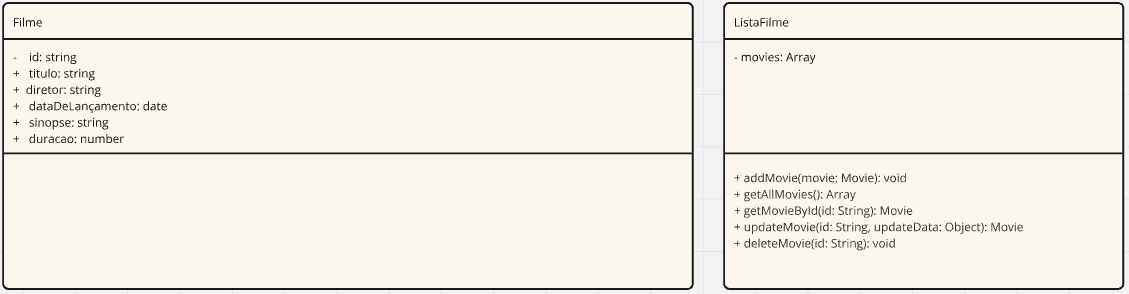 Filme
- id: string
+ titulo: string
+ diretor: string
+ dataDeLançamento: date
+ sinopse: string
+ duracao: number
ListaFilme
- movies: Array
+ addMovie(movie: Movie): void
+ getAllMovies(): Array
+ getMovieById(id: String): Movie
+ updateMovie(id: String, updateData: Object): Movie
+ deleteMovie(id: String): void